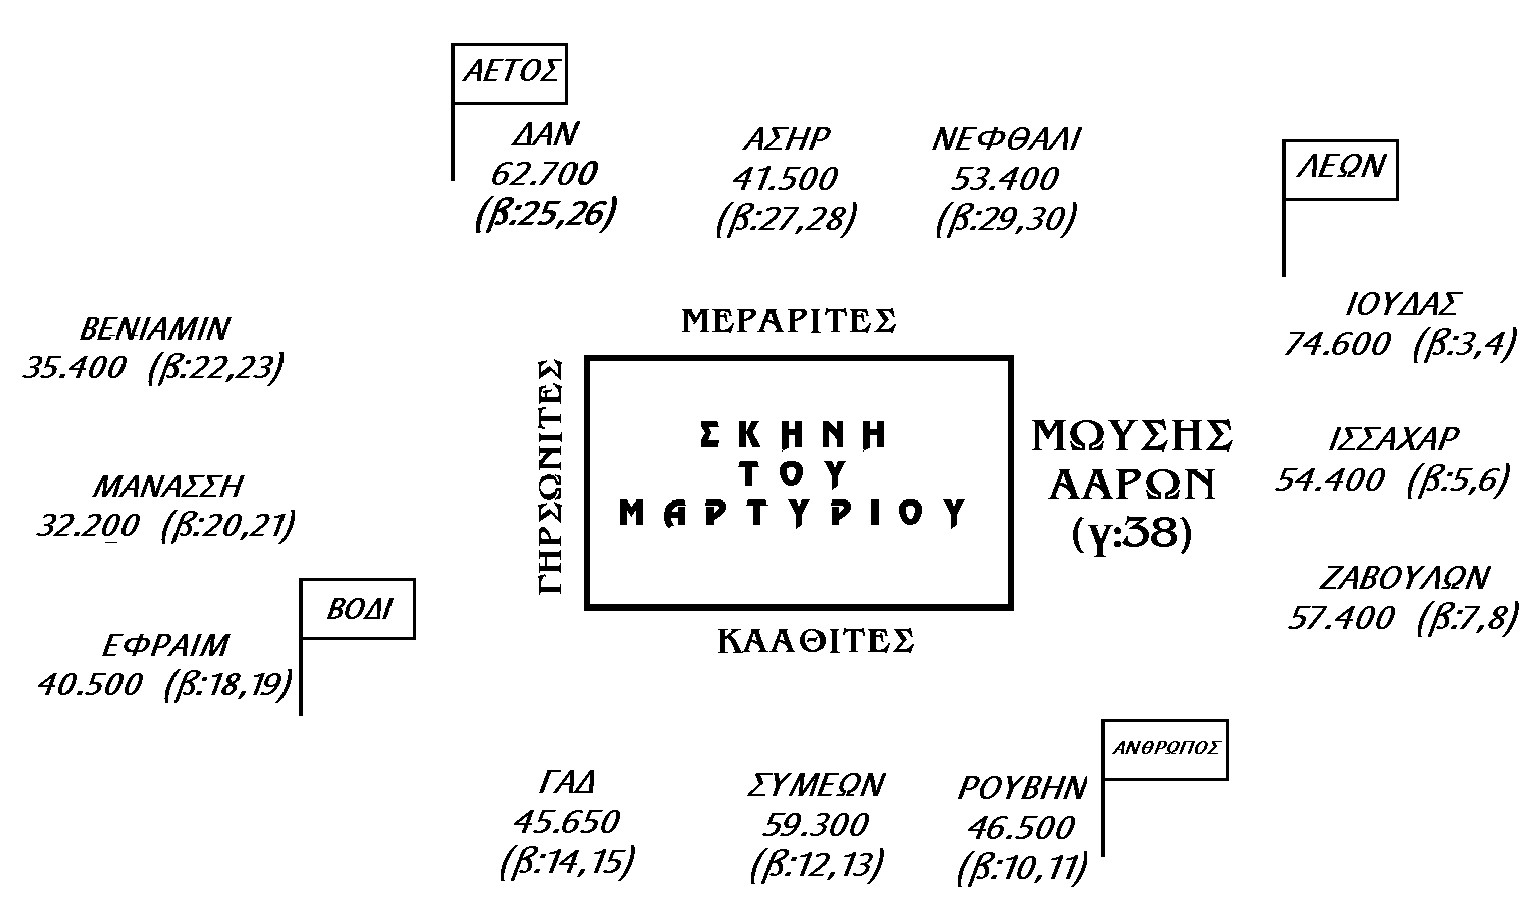 ΑΕΤΟΣ
ΔΑΝ
62.700
(β:25,26)
ΑΣΗΡ
41.500
(β:27,28)
ΝΕΦΘΑΛΙ
53.400
(β:29,30)
ΛΕΩΝ
ΙΟΥΔΑΣ
74.600 (β:3,4)
ΒΕΝΙΑΜΙΝ
35.400 (β:22,23)
ΜΕΡΑΡΙΤΕΣ
ΓΗΡΣΩΝΙΤΕΣ
ΣΚΗΝΗ
ΤΟΥ
ΜΑΡΤΥΡΙΟΥ
ΜΩΥΣΗΣ
ΑΑΡΩΝ
(γ:38)
ΙΣΣΑΧΑΡ
54.400 (β:5,6)
ΜΑΝΑΣΣΗ
32.200 (β:20,21)
ΖΑΒΟΥΛΩΝ
57.400 (β:7,8)
ΒΟΔΙ
ΕΦΡΑΙΜ
40.500 (β:18,19)
ΚΑΑΘΙΤΕΣ
ΑΝΘΡΩΠΟΣ
ΓΑΔ
45.650
(β:14,15)
ΣΥΜΕΩΝ
59.300
(β:12,13)
ΡΟΥΒΗΝ
46.500
(β:10,11)